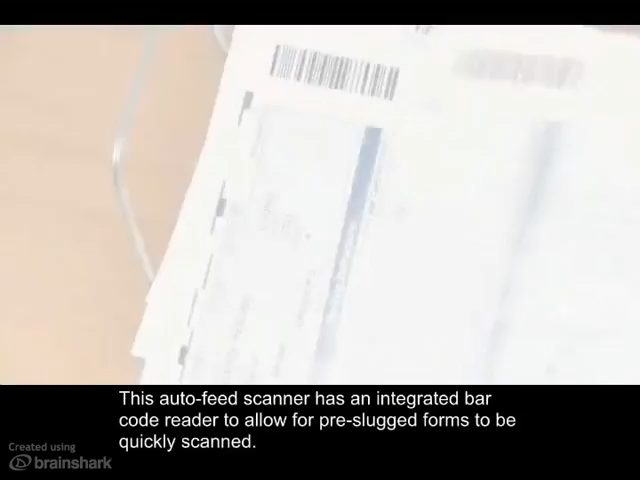 This auto-feed scanner has an integrated bar
code reader to allow for pre-slugged forms to be
quickly scanned.
Created using
brainshark